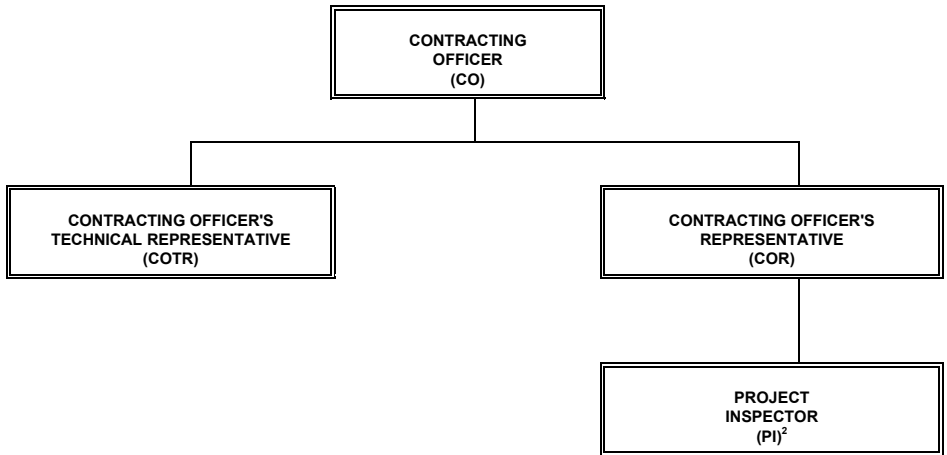 CONTRACTING
OFFICER
(CO)
CONTRACTING OFFICER'S
TECHNICAL REPRESENTATIVE
(COTR)
CONTRACTING OFFICER'S
REPRESENTATIVE
(COR)
PROJECT
INSPECTOR
(PI)²